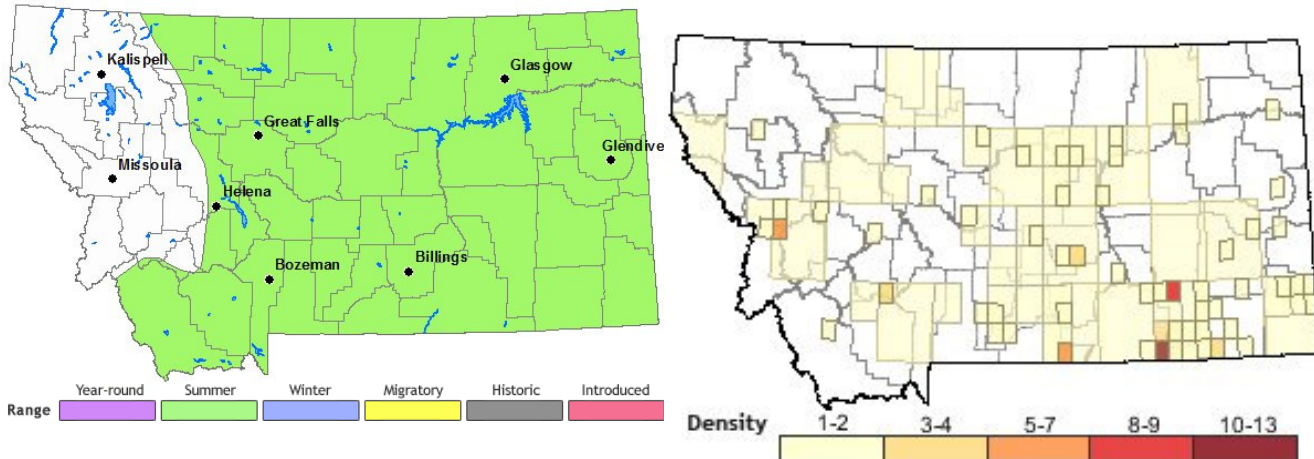 Kalispell
Glasgow
Great Falls
Glendive
Missoula
Helena
Billings
Bozeman
Year-round Summer Winter Migratory Historic Introduced
Range
Density 1-2 3-4 5-7 8-9 10-13